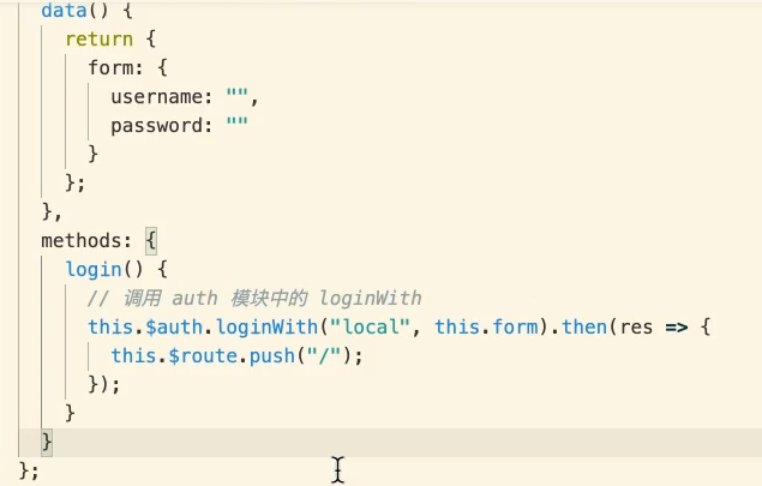 data() {
return {
form: {
username: "",
password: ""
}
};
},
methods: {
login() {
// 调用 auth 模块中的 loginWith
this.$auth.loginWith("local", this.form).then(res => {
this.$route.push("/");
});
}
}
};